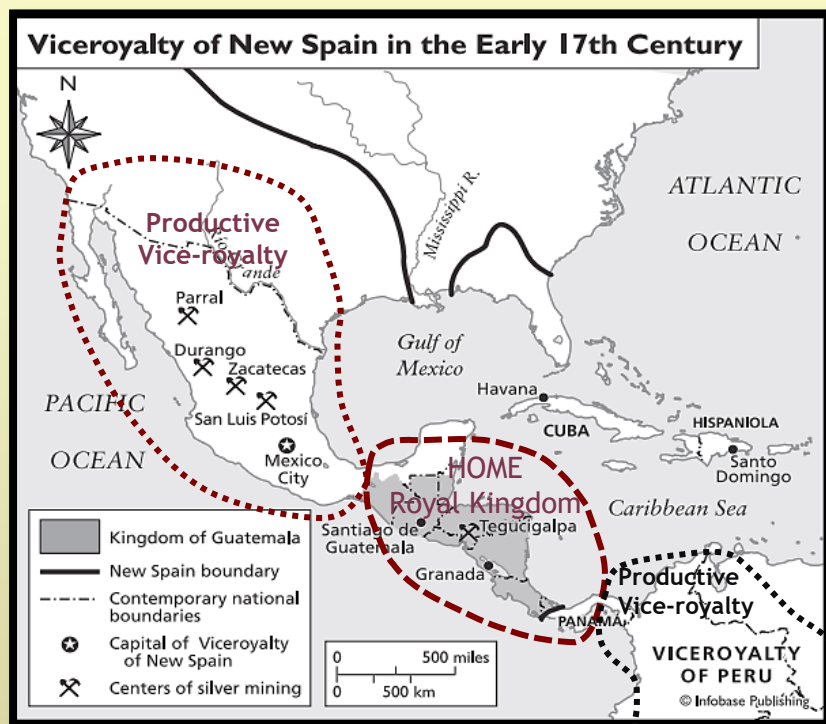 Viceroyalty of New Spain in the Early 17th Century
N
ATLANTIC
OCEAN
Mississippi R.
Productive
Vice-royalty
Río Grande
Parral
Durango
Zacatecas
San Luis Potosí
Mexico
City
PACIFIC
OCEAN
Gulf of
Mexico
Havana
CUBA
HISPANIOLA
Santo
Domingo
Caribbean Sea
HOME
Royal Kingdom
Santiago de
Guatemala
Tegucigalpa
Granada
PANAMÁ
Productive
Vice-royalty
VICEROYALTY
OF PERU
© Infobase Publishing
Kingdom of Guatemala
New Spain boundary
Contemporary national
boundaries
Capital of Viceroyalty
of New Spain
Centers of silver mining
0 500 miles
0 500 km